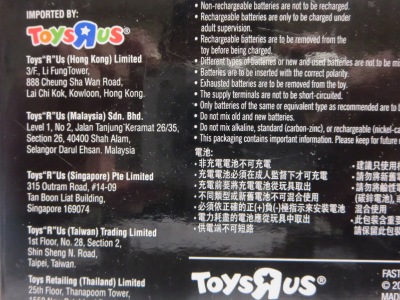 IMPORTED BY:
TOYS"R"US
Toys"R"Us (Hong Kong) Limited
3/F., Li FungTower,
888 Cheung Sha Wan Road,
Lai Chi Kok, Kowloon, Hong Kong.
Toys"R"Us (Malaysia) Sdn. Bhd.
Level 1, No 2, Jalan Tanjung Keramat 26/35,
Section 26, 40400 Shah Alam,
Selangor Darul Ehsan. Malaysia
Toys"R"Us (Singapore) Pte Limited
315 Outram Road, #14-09
Tan Boon Liat Building,
Singapore 169074
Toys"R"Us (Taiwan) Trading Limited
1st Floor, No. 28, Section 2,
Shin Sheng N. Road,
Taipei, Taiwan.
Toys Retailing (Thailand) Limited
25th Floor, Thanapoom Tower,
• Non-rechargeable batteries are not to be recharged.
• Rechargeable batteries are only to be charged under
adult supervision.
• Rechargeable batteries are to be removed from the
toy before being charged.
• Different types of batteries or new and used batteries are not to be mi
• Batteries are to be inserted with the correct polarity.
• Exhausted batteries are to be removed from the toy.
• The supply terminals are not to be short-circuited.
• Only batteries of the same or equivalent type as recommended are to b
• Do not mix old and new batteries.
• Do not mix alkaline, standard (carbon-zinc), or rechargeable (nickel-ca
• This packaging contains important information. Please keep for future
電池:
• 非充電電池不可充電
• 充電電池必須在成人監督下才可充電
• 充電前要將充電電池從玩具取出
• 不同類型或新舊電池不可混合使用
• 必須依正確的正(+)負(-)極指示來安裝電池
• 電力耗盡的電池應從玩具中取出
• 供電端不可短路
• 建議只使用相
• 請勿將新舊電
• 請勿將鹼性電
(碳鋅電池),或
混合使用
• 此包裝含重要
請保留此包裝
TOYS"R"US
FAST
© 20
MAD